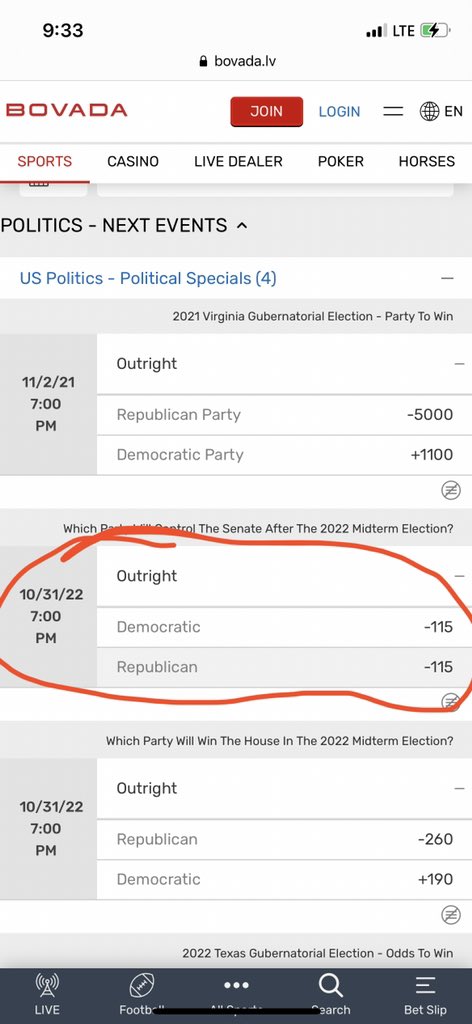 9:33 LTE
bovada.lv
BOVADA JOIN LOGIN EN
SPORTS CASINO LIVE DEALER POKER HORSES
POLITICS - NEXT EVENTS
US Politics - Political Specials (4)
2021 Virginia Gubernatorial Election - Party To Win
11/2/21
7:00
PM
Outright
Republican Party -5000
Democratic Party +1100
Which Party Will Control The Senate After The 2022 Midterm Election?
10/31/22
7:00
PM
Outright
Democratic -115
Republican -115
Which Party Will Win The House In The 2022 Midterm Election?
10/31/22
7:00
PM
Outright
Republican -260
Democratic +190
2022 Texas Gubernatorial Election - Odds To Win
LIVE Football All Sports Search Bet Slip